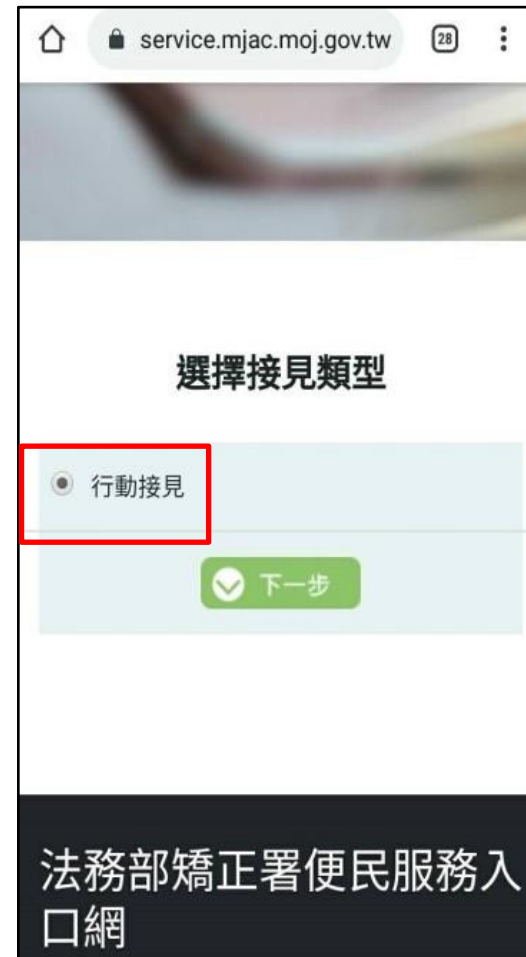 service.mjac.moj.gov.tw
28
選擇接見類型
行動接見
下一步
法務部矯正署便民服務入
口網